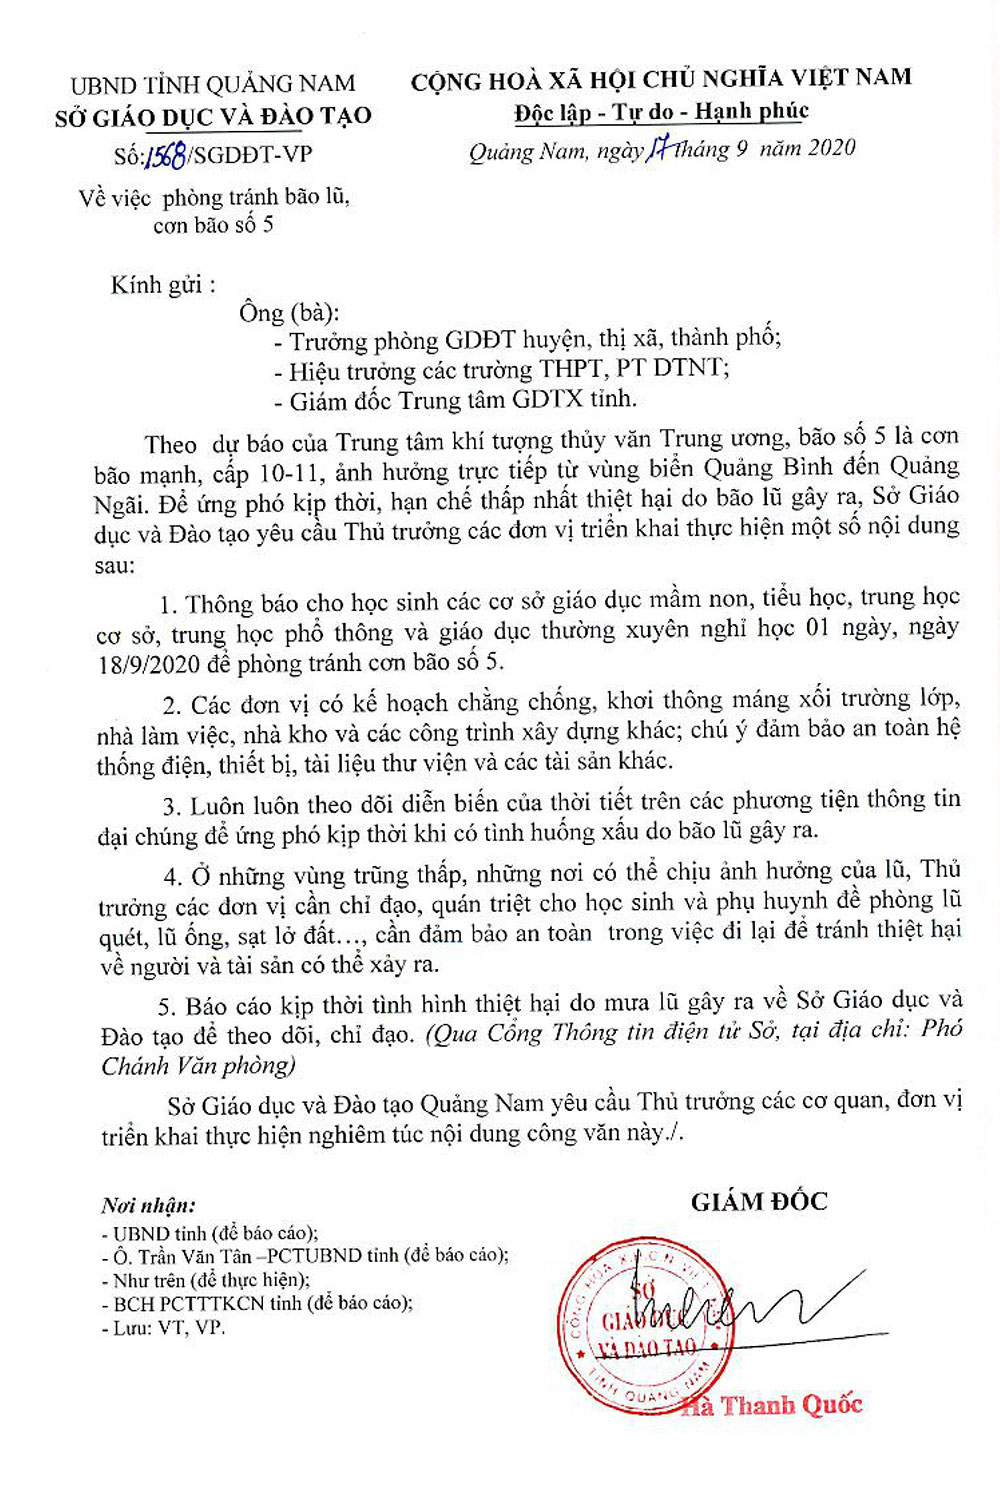 UBND TỈNH QUẢNG NAM
SỞ GIÁO DỤC VÀ ĐÀO TẠO
Số:1568/SGDĐT-VP
Về việc phòng tránh bão lũ,
cơn bão số 5
CỘNG HOÀ XÃ HỘI CHỦ NGHĨA VIỆT NAM
Độc lập - Tự do - Hạnh phúc
Quảng Nam, ngày 17 tháng 9 năm 2020
Kính gửi :
Ông (bà):
- Trưởng phòng GDĐT huyện, thị xã, thành phố;
- Hiệu trưởng các trường THPT, PT DTNT;
- Giám đốc Trung tâm GDTX tỉnh.
Theo dự báo của Trung tâm khí tượng thủy văn Trung ương, bão số 5 là cơn
bão mạnh, cấp 10-11, ảnh hưởng trực tiếp từ vùng biển Quảng Bình đến Quảng
Ngãi. Để ứng phó kịp thời, hạn chế thấp nhất thiệt hại do bão lũ gây ra, Sở Giáo
dục và Đào tạo yêu cầu Thủ trưởng các đơn vị triển khai thực hiện một số nội dung
sau:
1. Thông báo cho học sinh các cơ sở giáo dục mầm non, tiểu học, trung học
cơ sở, trung học phổ thông và giáo dục thường xuyên nghỉ học 01 ngày, ngày
18/9/2020 để phòng tránh cơn bão số 5.
2. Các đơn vị có kế hoạch chằng chống, khơi thông máng xối trường lớp,
nhà làm việc, nhà kho và các công trình xây dựng khác; chú ý đảm bảo an toàn hệ
thống điện, thiết bị, tài liệu thư viện và các tài sản khác.
3. Luôn luôn theo dõi diễn biến của thời tiết trên các phương tiện thông tin
đại chúng để ứng phó kịp thời khi có tình huống xấu do bão lũ gây ra.
4. Ở những vùng trũng thấp, những nơi có thể chịu ảnh hưởng của lũ, Thủ
trưởng các đơn vị cần chỉ đạo, quán triệt cho học sinh và phụ huynh đề phòng lũ
quét, lũ ống, sạt lở đất…, cần đảm bảo an toàn trong việc đi lại để tránh thiệt hại
về người và tài sản có thể xảy ra.
5. Báo cáo kịp thời tình hình thiệt hại do mưa lũ gây ra về Sở Giáo dục và
Đào tạo để theo dõi, chỉ đạo. (Qua Cổng Thông tin điện tử Sở, tại địa chỉ: Phó
Chánh Văn phòng)
Sở Giáo dục và Đào tạo Quảng Nam yêu cầu Thủ trưởng các cơ quan, đơn vị
triển khai thực hiện nghiêm túc nội dung công văn này./.
Nơi nhận:
- UBND tỉnh (để báo cáo);
- Ô. Trần Văn Tân –PCTUBND tỉnh (để báo cáo);
- Như trên (để thực hiện);
- BCH PCTTTKCN tỉnh (để báo cáo);
- Lưu: VT, VP.
GIÁM ĐỐC
CỘNG HÒA X.H.C.N VIỆT
SỞ
GIÁO DỤC
VÀ ĐÀO TẠO
TỈNH QUẢNG NAM
Hà Thanh Quốc